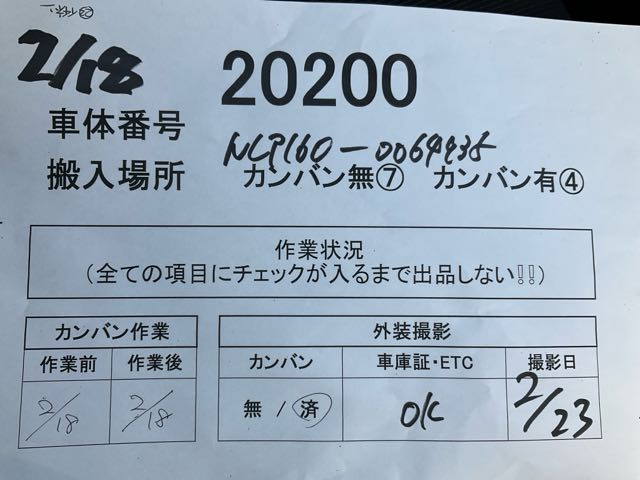 2/18
20200
車体番号 NCP160-0064935
搬入場所 カンバン無⑦ カンバン有④
作業状況
(全ての項目にチェックが入るまで出品しない!!)
カンバン作業
作業前 作業後
2/18 2/18
外装撮影
カンバン 車庫証・ETC 撮影日
無 / 済 OK 2/23